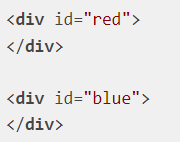 <div id="red">
</div>
<div id="blue">
</div>